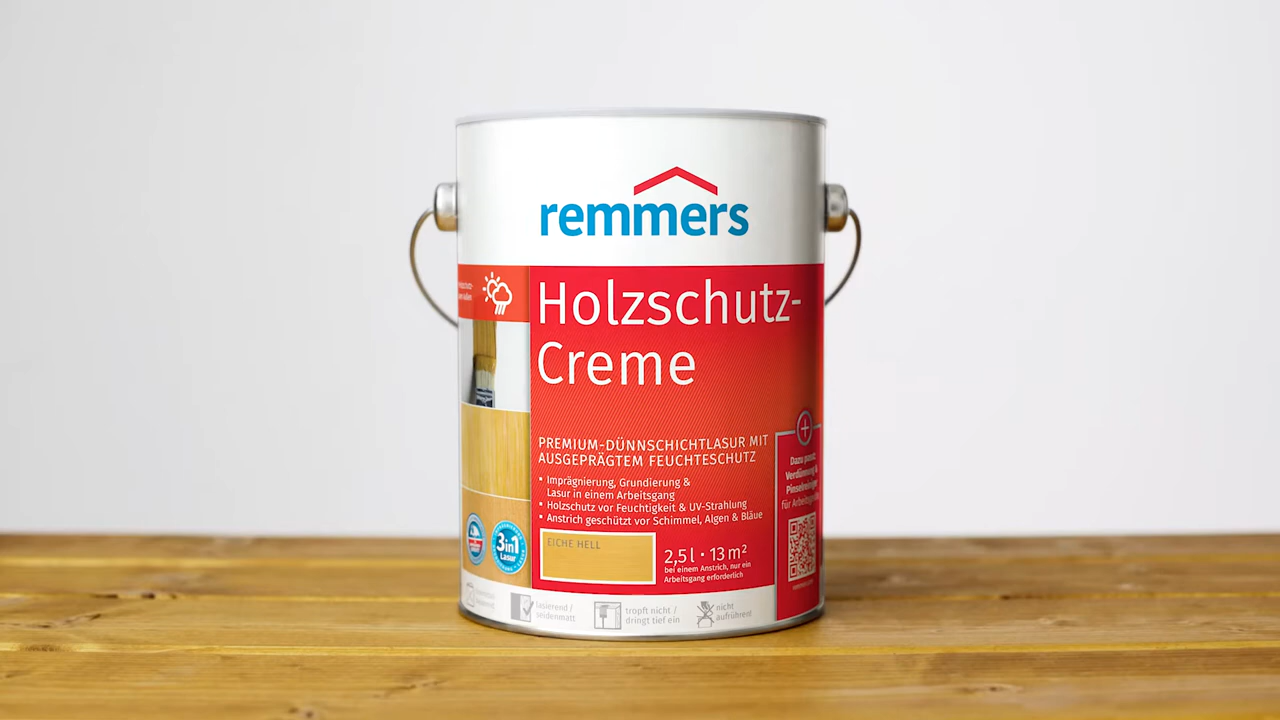 remmers
Holzschutz-
Creme
PREMIUM-DÜNNSCHICHTLASUR MIT
AUSGEPRÄGTEM FEUCHTESCHUTZ
▪ Imprägnierung, Grundierung &
Lasur in einem Arbeitsgang
▪ Holzschutz vor Feuchtigkeit & UV-Strahlung
▪ Anstrich geschützt vor Schimmel, Algen & Bläue
EICHE HELL
2,5 l · 13 m²
bei einem Anstrich, nur ein
Arbeitsgang erforderlich
3in1
Lasur
Dazu passt:
Verdünnung &
Pinselreiniger
für Arbeitsgeräte
lasierend /
seidenmatt
tropft nicht /
dringt tief ein
nicht
aufrühren!